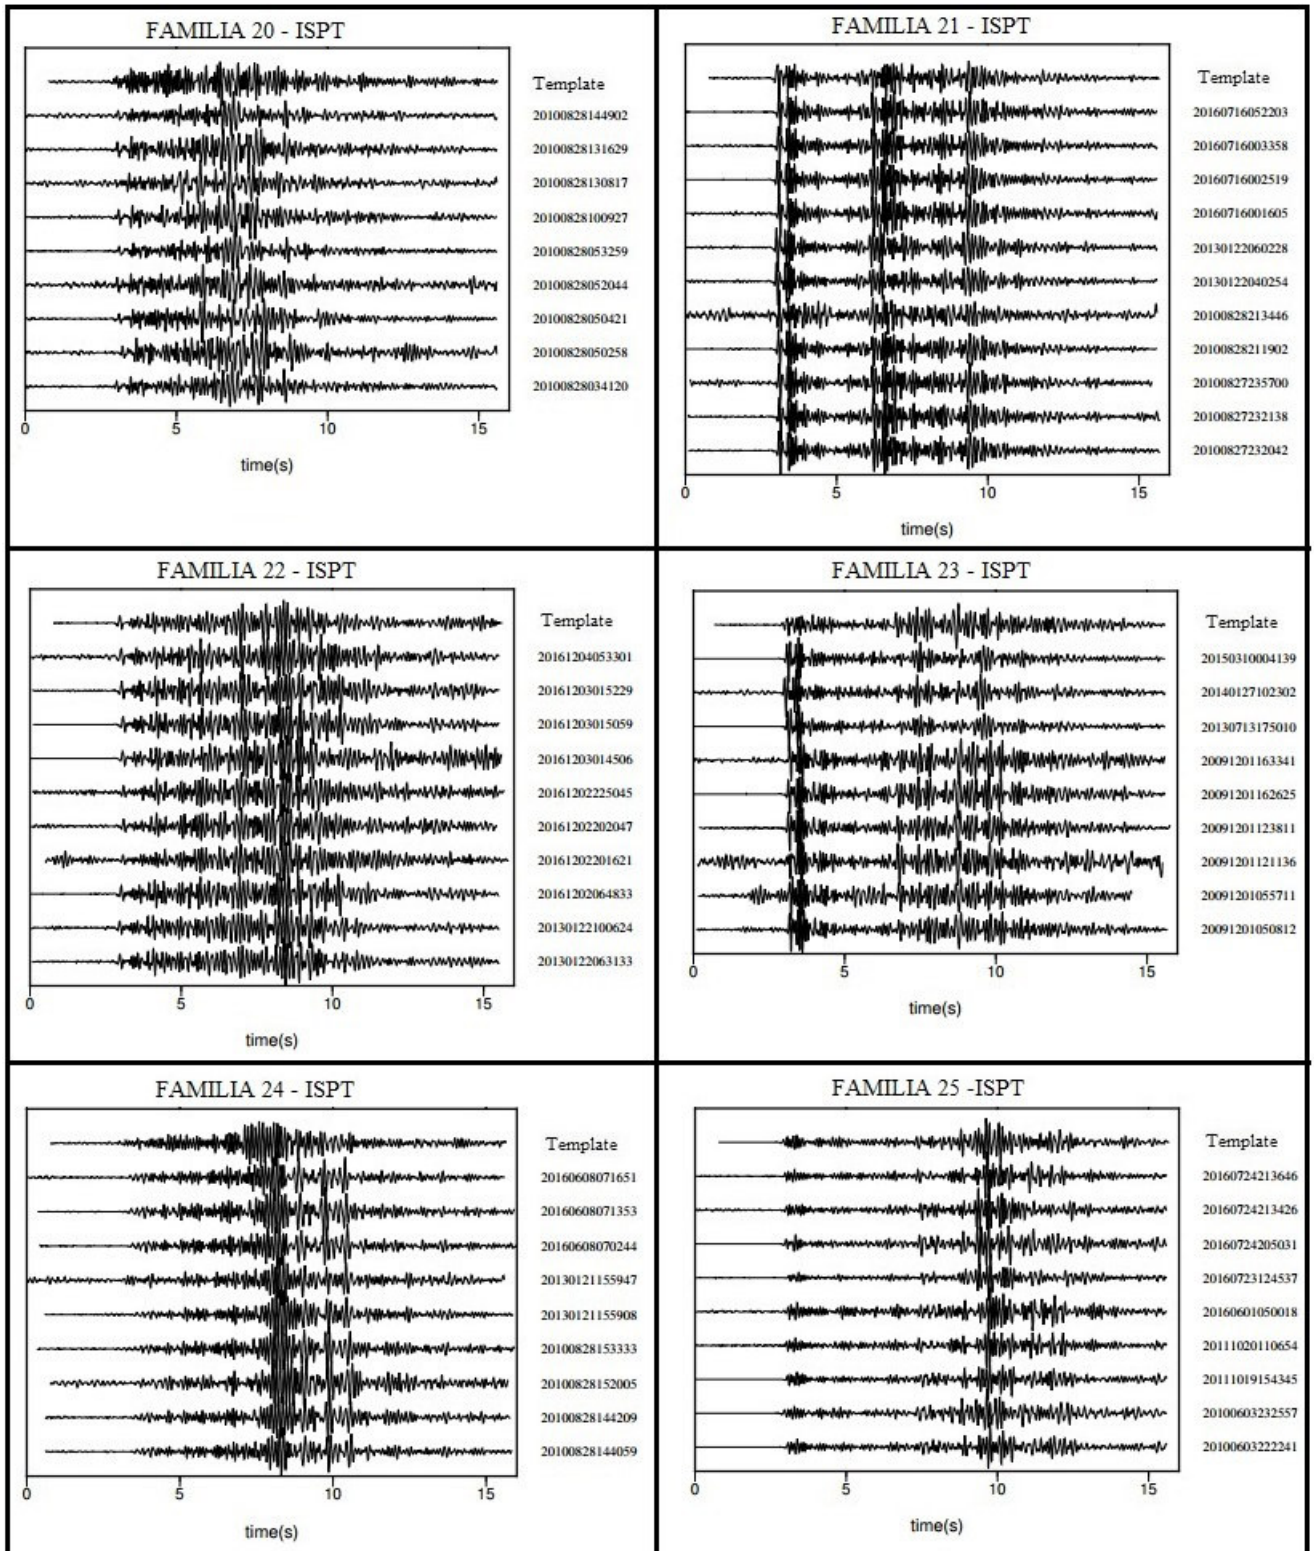 FAMILIA 20 - ISPT
Template
20100828144902
20100828131629
20100828130817
20100828100927
20100828053259
20100828052044
20100828050421
20100828050258
20100828034120
0 5 10 15
time(s)
FAMILIA 21 - ISPT
Template
20160716052203
20160716003358
20160716002519
20160716001605
20130122060228
20130122040254
20100828213446
20100828211902
20100827235700
20100827232138
20100827232042
0 5 10 15
time(s)
FAMILIA 22 - ISPT
Template
20161204053301
20161203015229
20161203015059
20161203014506
20161202225045
20161202202047
20161202201621
20161202064833
20130122100624
20130122063133
0 5 10 15
time(s)
FAMILIA 23 - ISPT
Template
20150310004139
20140127102302
20130713175010
20091201163341
20091201162625
20091201123811
20091201121136
20091201055711
20091201050812
0 5 10 15
time(s)
FAMILIA 24 - ISPT
Template
20160608071651
20160608071353
20160608070244
20130121155947
20130121155908
20100828153333
20100828152005
20100828144209
20100828144059
0 5 10 15
time(s)
FAMILIA 25 -ISPT
Template
20160724213646
20160724213426
20160724205031
20160723124537
20160601050018
20111020110654
20111019154345
20100603232557
20100603222241
0 5 10 15
time(s)